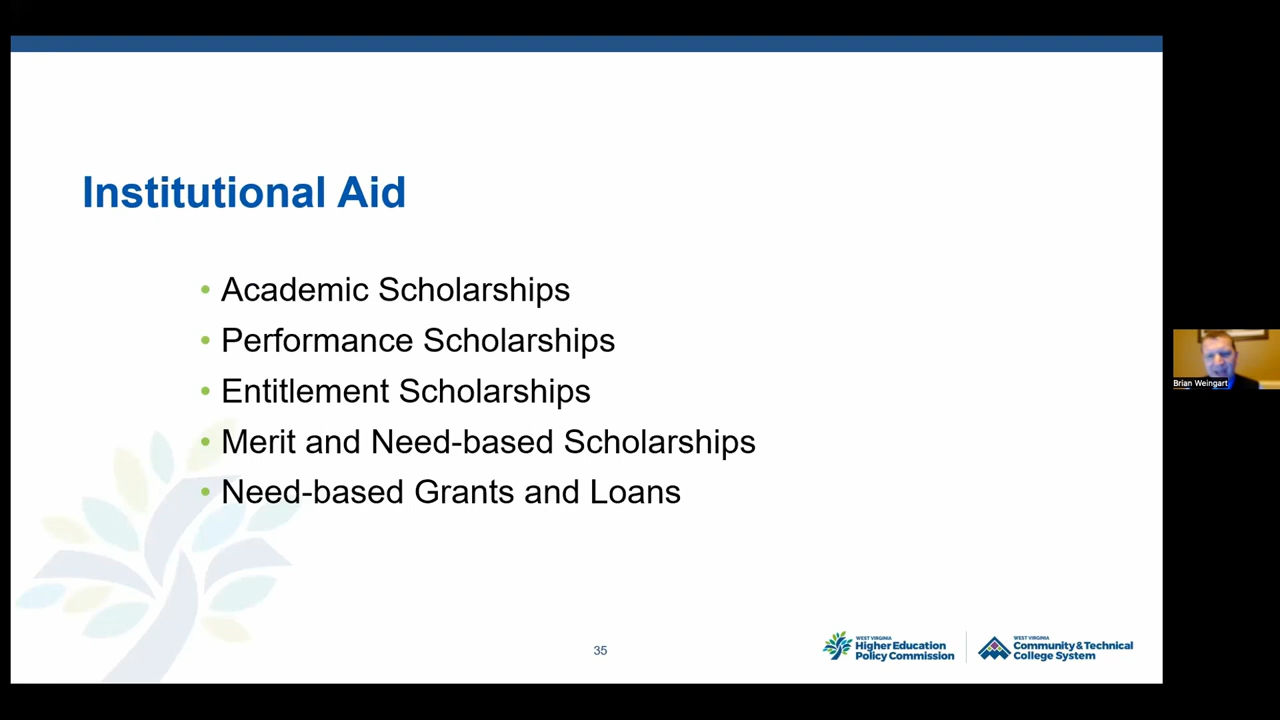 Institutional Aid
• Academic Scholarships
• Performance Scholarships
• Entitlement Scholarships
• Merit and Need-based Scholarships
• Need-based Grants and Loans
Brian Weingart
35
WEST VIRGINIA
Higher Education
Policy Commission
WEST VIRGINIA
Community & Technical
College System